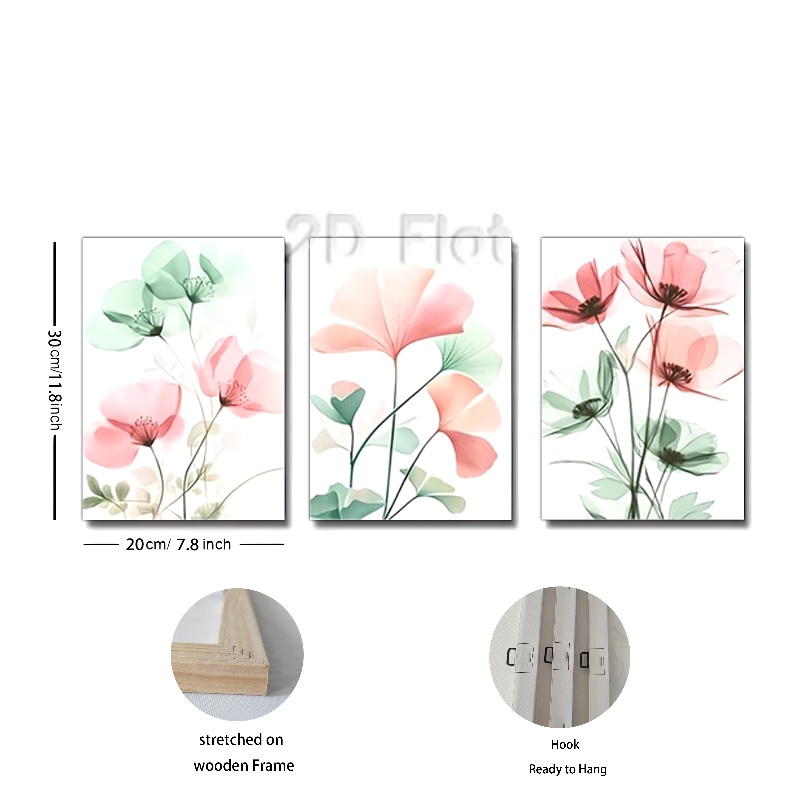 2D Flat
30cm/11.8inch
20cm/ 7.8 inch
stretched on
wooden Frame
Hook
Ready to Hang